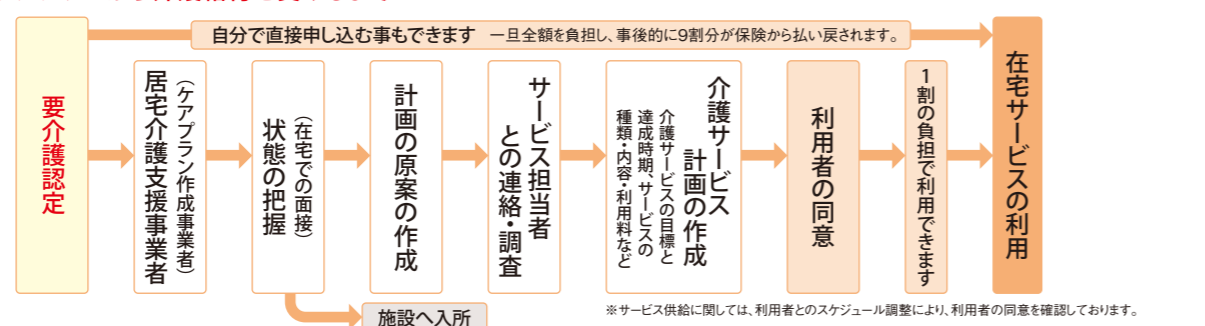 自分で直接申し込む事もできます 一旦全額を負担し、事後的に9割分が保険から払い戻されます。
要介護認定
居宅介護支援事業者
（ケアプラン作成事業者）
（在宅での面接）
状態の把握
計画の原案の作成
サービス担当者
との連絡・調査
介護サービス
計画の作成
介護サービスの目標と
達成時期、サービスの
種類・内容・利用料など
利用者の同意
1割の負担で利用できます
在宅サービスの利用
施設へ入所
※サービス供給に関しては、利用者とのスケジュール調整により、利用者の同意を確認しております。